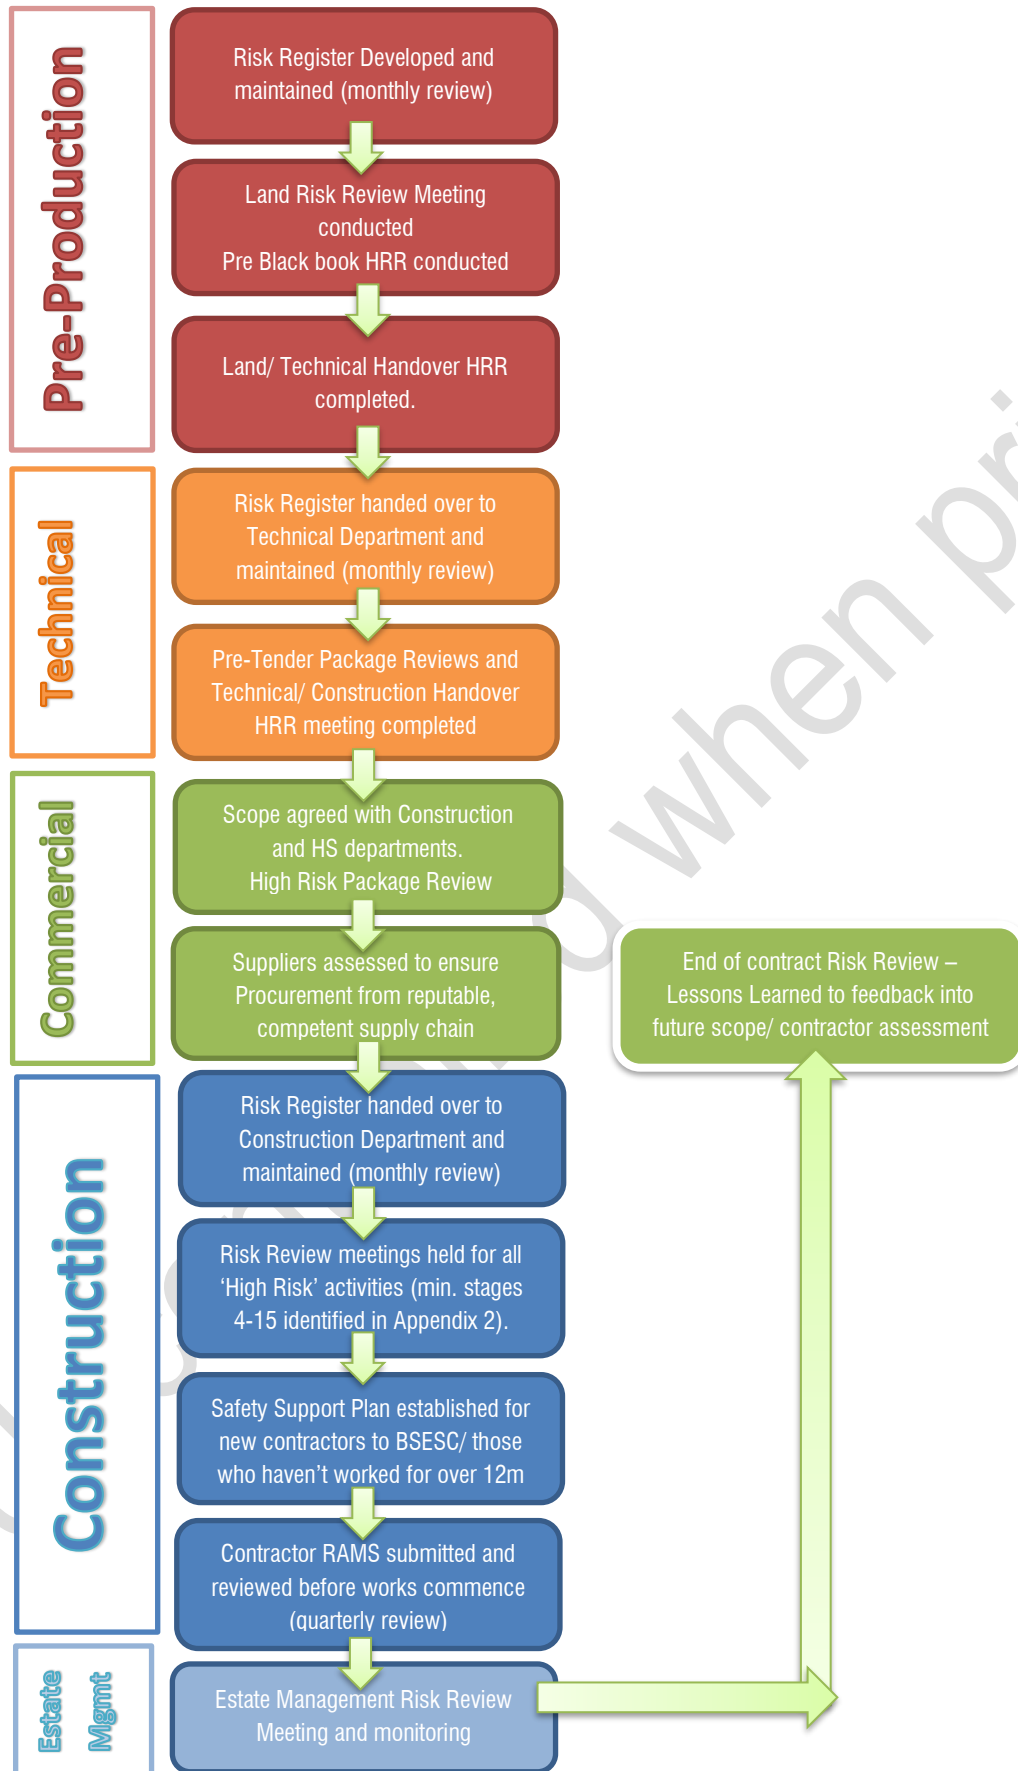 Pre-Production
Risk Register Developed and
maintained (monthly review)
Land Risk Review Meeting
conducted
Pre Black book HRR conducted
Land/ Technical Handover HRR
completed.
Technical
Risk Register handed over to
Technical Department and
maintained (monthly review)
Pre-Tender Package Reviews and
Technical/ Construction Handover
HRR meeting completed
Commercial
Scope agreed with Construction
and HS departments.
High Risk Package Review
Suppliers assessed to ensure
Procurement from reputable,
competent supply chain
End of contract Risk Review –
Lessons Learned to feedback into
future scope/ contractor assessment
Construction
Risk Register handed over to
Construction Department and
maintained (monthly review)
Risk Review meetings held for all
‘High Risk’ activities (min. stages
4-15 identified in Appendix 2).
Safety Support Plan established for
new contractors to BSESC/ those
who haven’t worked for over 12m
Contractor RAMS submitted and
reviewed before works commence
(quarterly review)
Estate
Mgmt
Estate Management Risk Review
Meeting and monitoring
when